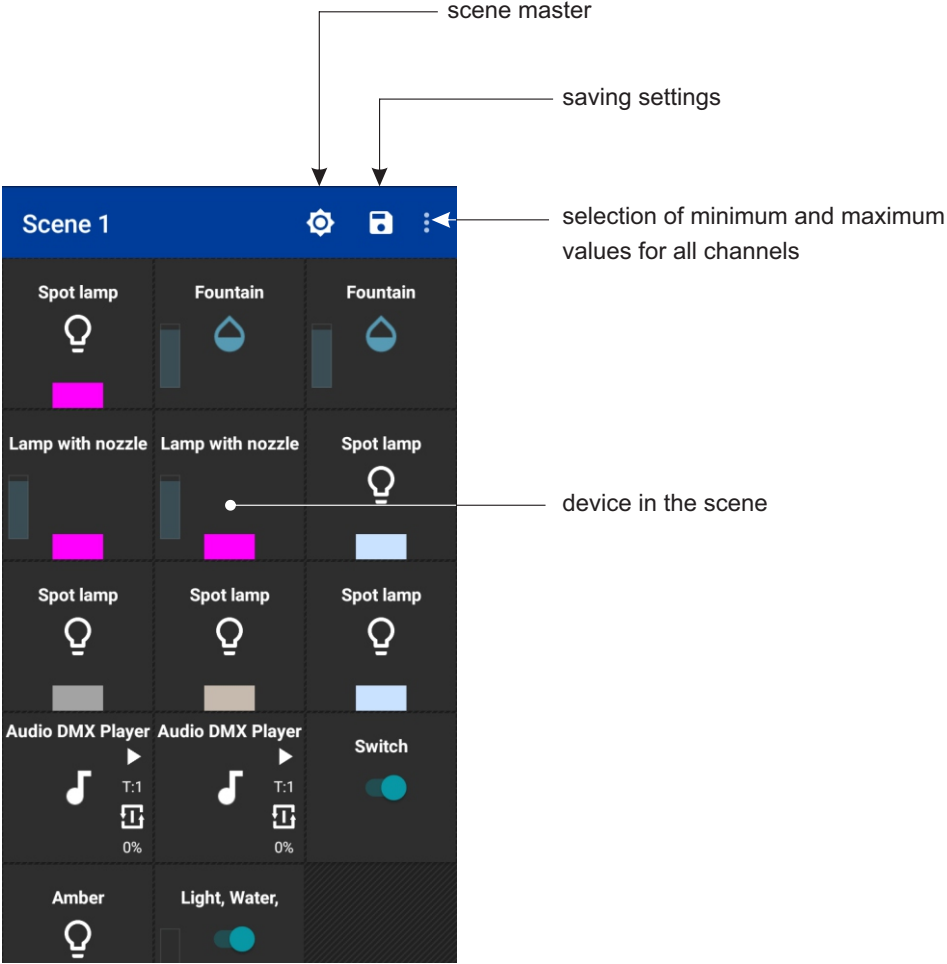 scene master
saving settings
selection of minimum and maximum
values for all channels
Scene 1
Spot lamp
Fountain
Fountain
Lamp with nozzle
Lamp with nozzle
Spot lamp
device in the scene
Spot lamp
Spot lamp
Spot lamp
Audio DMX Player
T:1
0%
Audio DMX Player
T:1
0%
Switch
Amber
Light, Water,